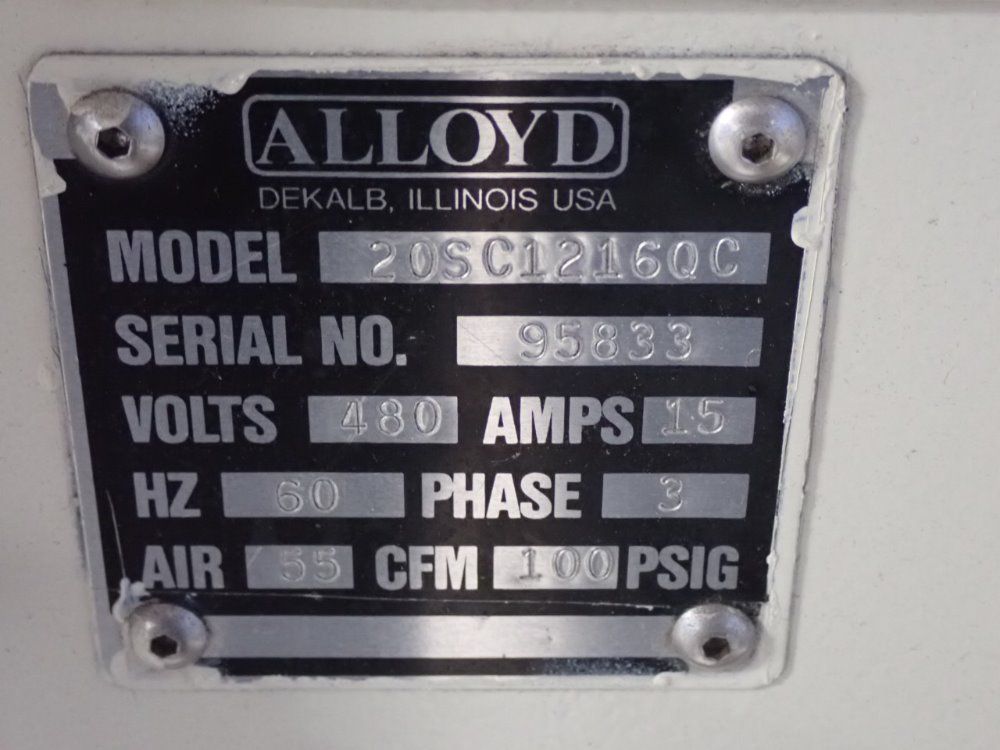 ALLOYD
DEKALB, ILLINOIS USA
MODEL 20SC1216QC
SERIAL NO. 95833
VOLTS 480 AMPS 15
HZ 60 PHASE 3
AIR 55 CFM 100 PSIG